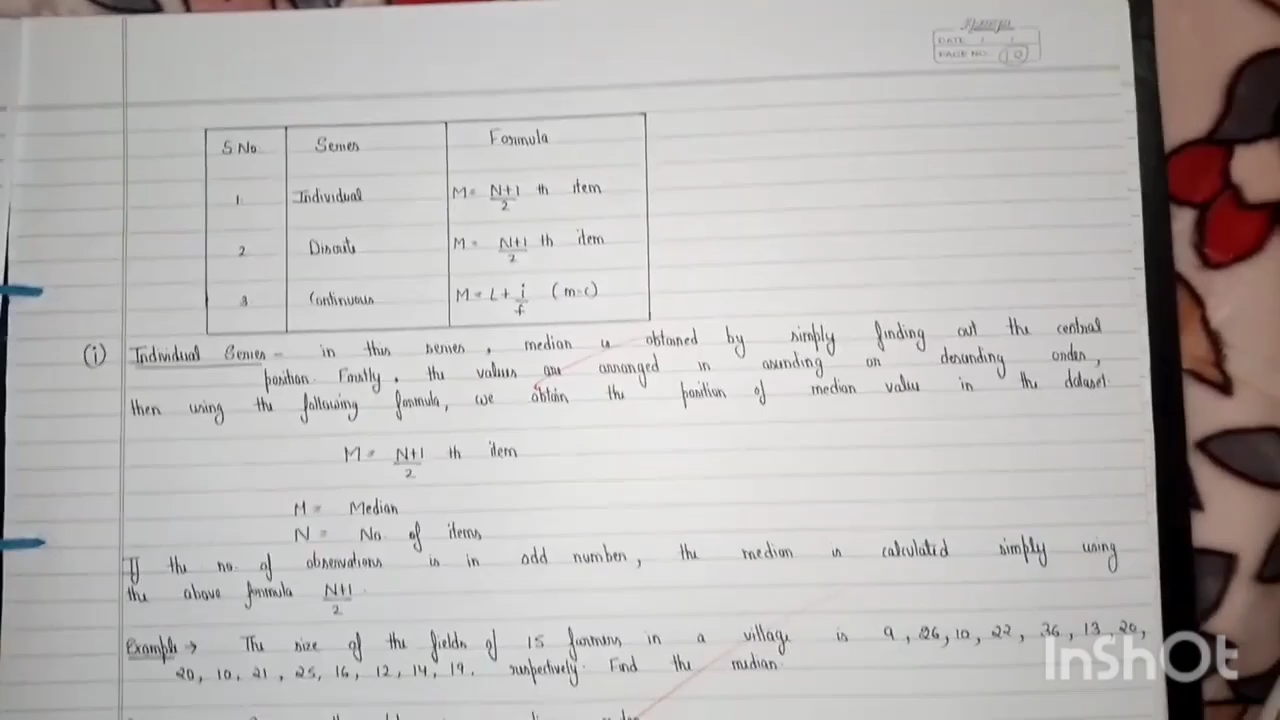 DATE / /
PAGE NO. 10
S No. Series Formula
1 Individual M = N+1/2 th item
2 Discrete M = N+1/2 th item
3 Continuous M = L + i/f (m-c)
(i) Individual Series - in this series, median is obtained by simply finding out the central
position. Firstly, the values are arranged in ascending or descending order,
then using the following formula, we obtain the position of median value in the dataset.
M = N+1/2 th item
M = Median
N = No. of items
If the no. of observations is in odd number, the median is calculated simply using
the above formula N+1/2.
Example → The size of the fields of 15 farmers in a village is 9, 26, 10, 22, 36, 13, 20,
20, 10, 21, 25, 16, 12, 14, 19. respectively. Find the median.
InShOt